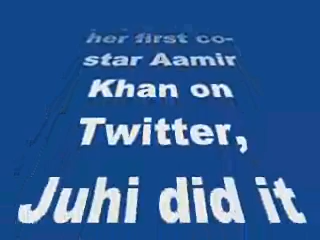 her first co-
star Aamir
Khan on
Twitter,
Juhi did it